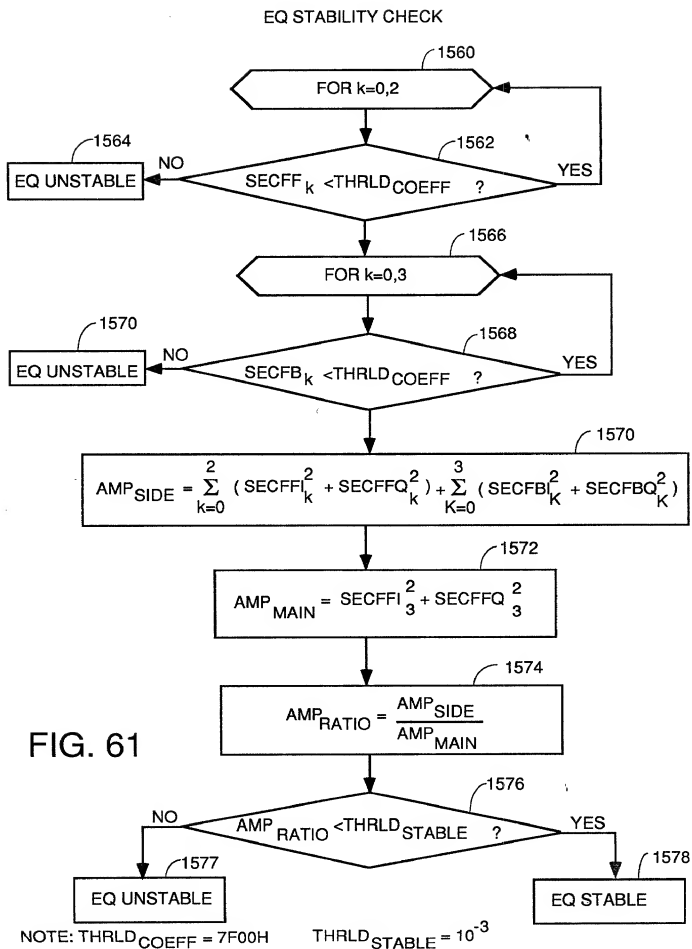 EQ STABILITY CHECK
1560
FOR k=0,2
1564
1562
NO
YES
EQ UNSTABLE
SECFF k <THRLD COEFF ?
1566
FOR k=0,3
1570
1568
NO
YES
EQ UNSTABLE
SECFB k <THRLD COEFF ?
1570
AMP SIDE = Σ k=0 2 (SECFFI k 2 + SECFFQ k 2) + Σ K=0 3 (SECFBI K 2 + SECFBQ K 2)
1572
AMP MAIN = SECFFI 3 2 + SECFFQ 3 2
1574
AMP RATIO = AMP SIDE
AMP MAIN
FIG. 61
1576
NO
YES
AMP RATIO <THRLD STABLE ?
1577
1578
EQ UNSTABLE
EQ STABLE
NOTE: THRLD COEFF = 7F00H THRLD STABLE = 10 -3